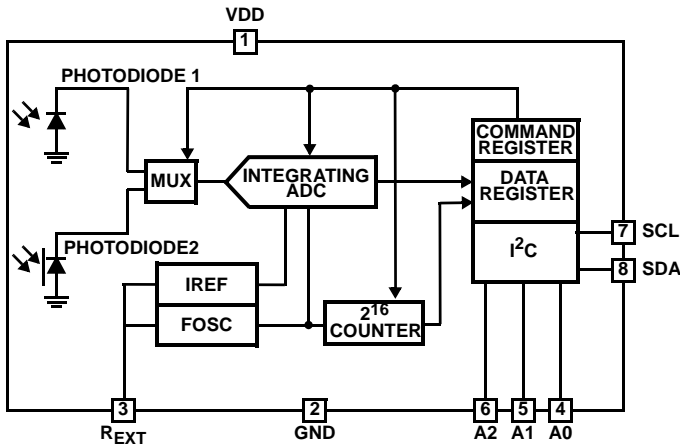 VDD
1
PHOTODIODE 1
COMMAND
REGISTER
MUX
INTEGRATING
ADC
DATA
REGISTER
7 SCL
PHOTODIODE2
I²C
8 SDA
IREF
FOSC
2¹⁶
COUNTER
3
2
6
5
4
R_EXT
GND
A2
A1
A0